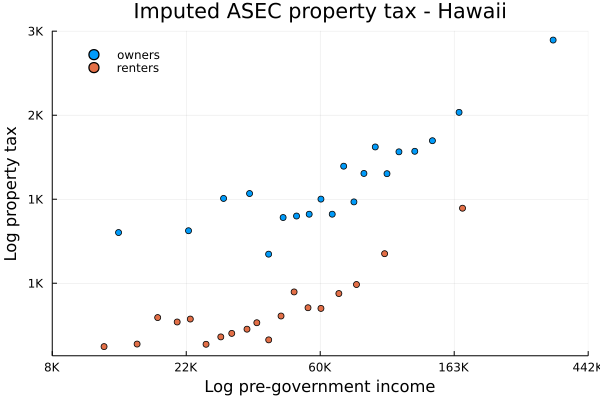 Imputed ASEC property tax - Hawaii
owners
renters
3K
2K
1K
1K
Log property tax
8K
22K
60K
163K
442K
Log pre-government income